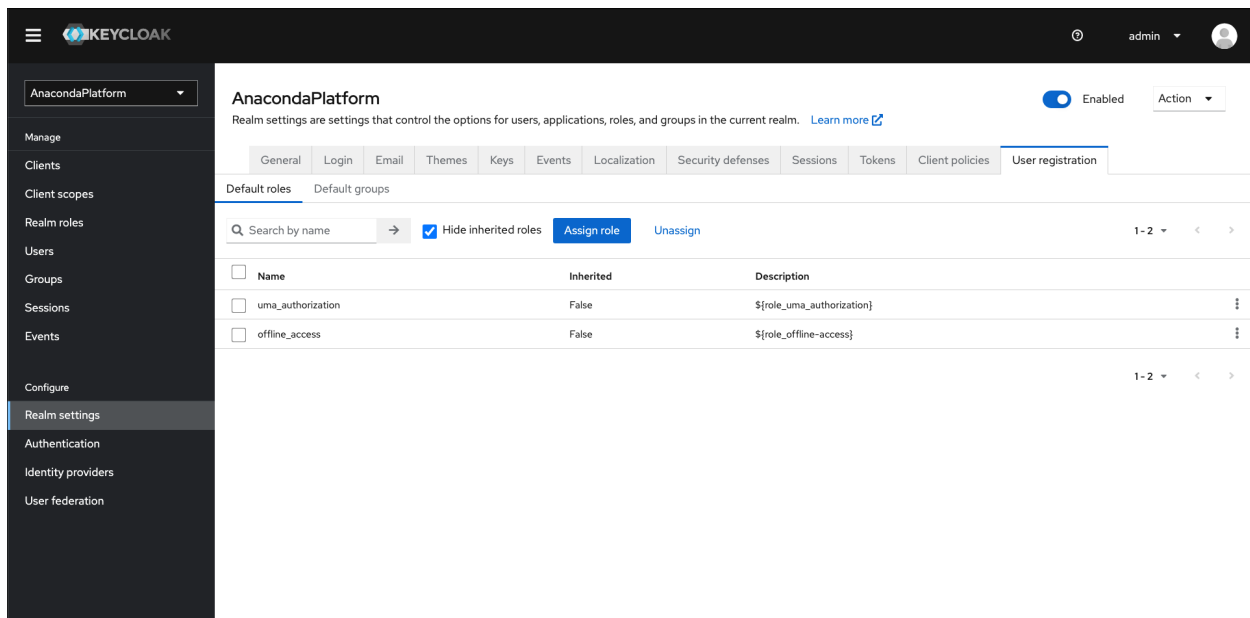 KEYCLOAK
admin
AnacondaPlatform
Manage
Clients
Client scopes
Realm roles
Users
Groups
Sessions
Events
Configure
Realm settings
Authentication
Identity providers
User federation
AnacondaPlatform
Enabled
Action
Realm settings are settings that control the options for users, applications, roles, and groups in the current realm. Learn more
General Login Email Themes Keys Events Localization Security defenses Sessions Tokens Client policies User registration
Default roles Default groups
Search by name Hide inherited roles Assign role Unassign 1 - 2
Name Inherited Description
uma_authorization False ${role_uma_authorization}
offline_access False ${role_offline-access}
1 - 2